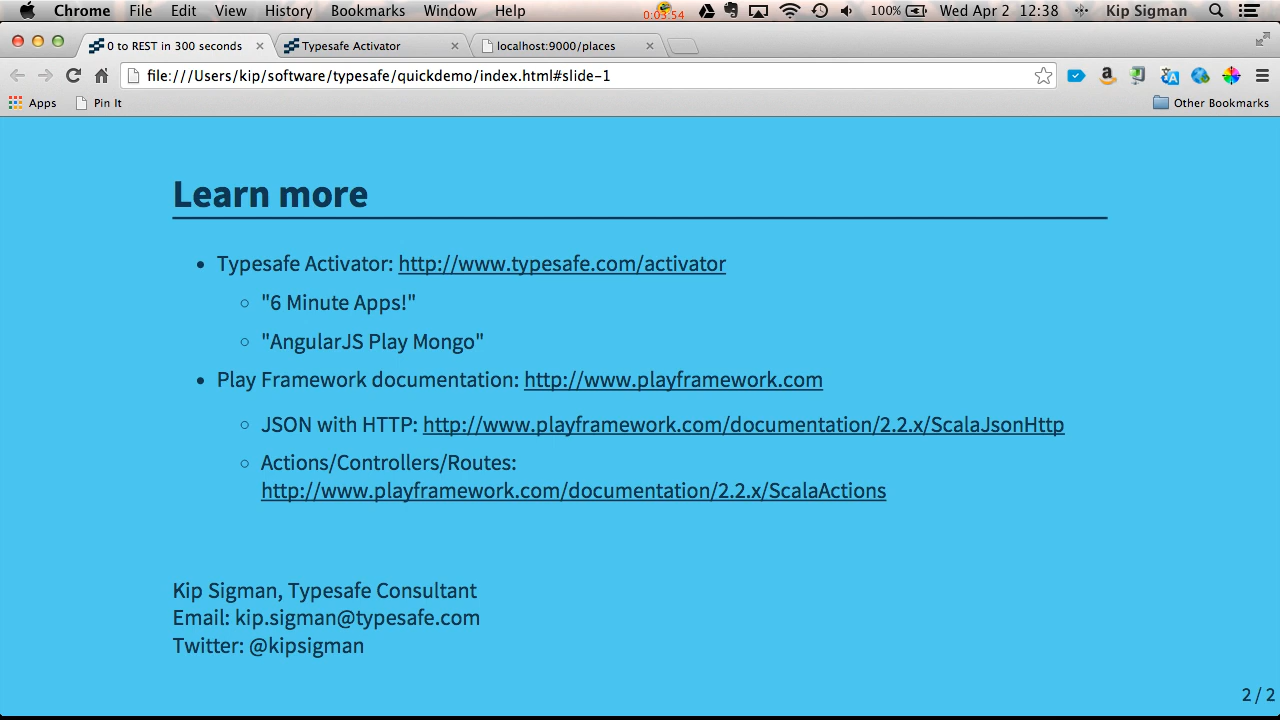 Chrome File Edit View History Bookmarks Window Help 0:03:54 100% Wed Apr 2 12:38 Kip Sigman
0 to REST in 300 seconds Typesafe Activator localhost:9000/places
file:///Users/kip/software/typesafe/quickdemo/index.html#slide-1
Apps Pin It Other Bookmarks
Learn more
• Typesafe Activator: http://www.typesafe.com/activator
○ "6 Minute Apps!"
○ "AngularJS Play Mongo"
• Play Framework documentation: http://www.playframework.com
○ JSON with HTTP: http://www.playframework.com/documentation/2.2.x/ScalaJsonHttp
○ Actions/Controllers/Routes:
http://www.playframework.com/documentation/2.2.x/ScalaActions
Kip Sigman, Typesafe Consultant
Email: kip.sigman@typesafe.com
Twitter: @kipsigman
2 / 2